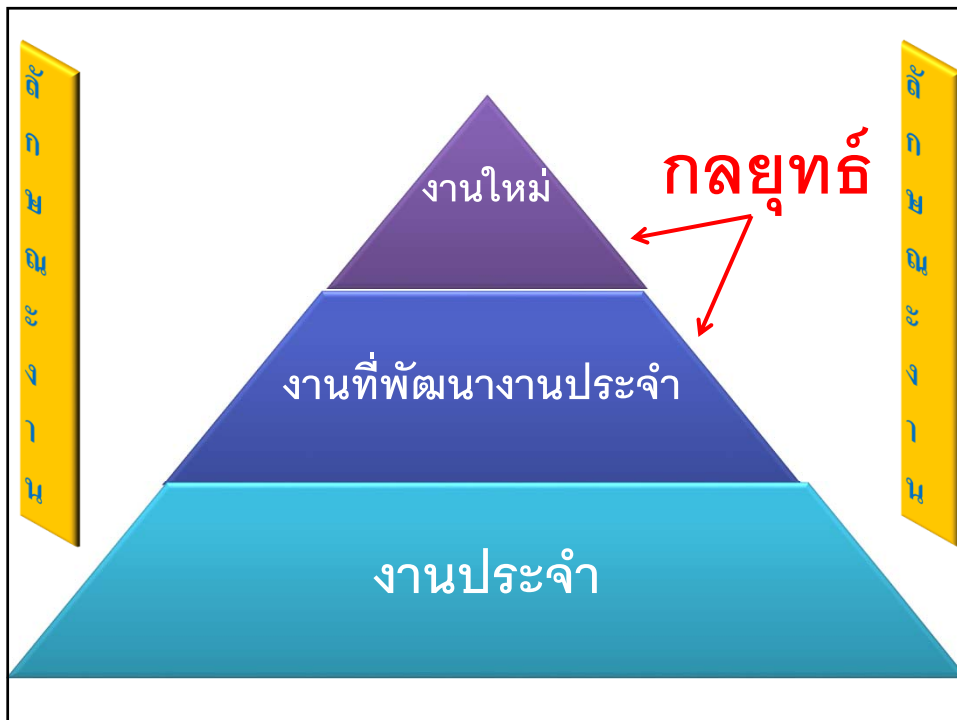 ลักษณะงาน
งานใหม่
กลยุทธ์
งานที่พัฒนางานประจำ
งานประจำ
ลักษณะงาน